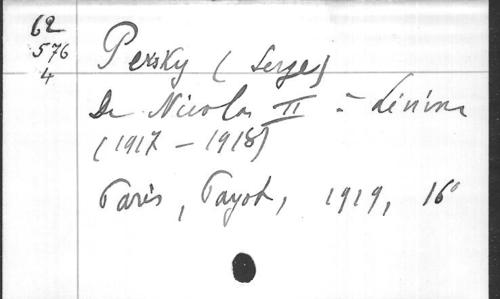 62
576
4
Persky (Serge)
De Nicolas II à Lénine
(1917 – 1918)
Paris, Payot, 1919, 16°